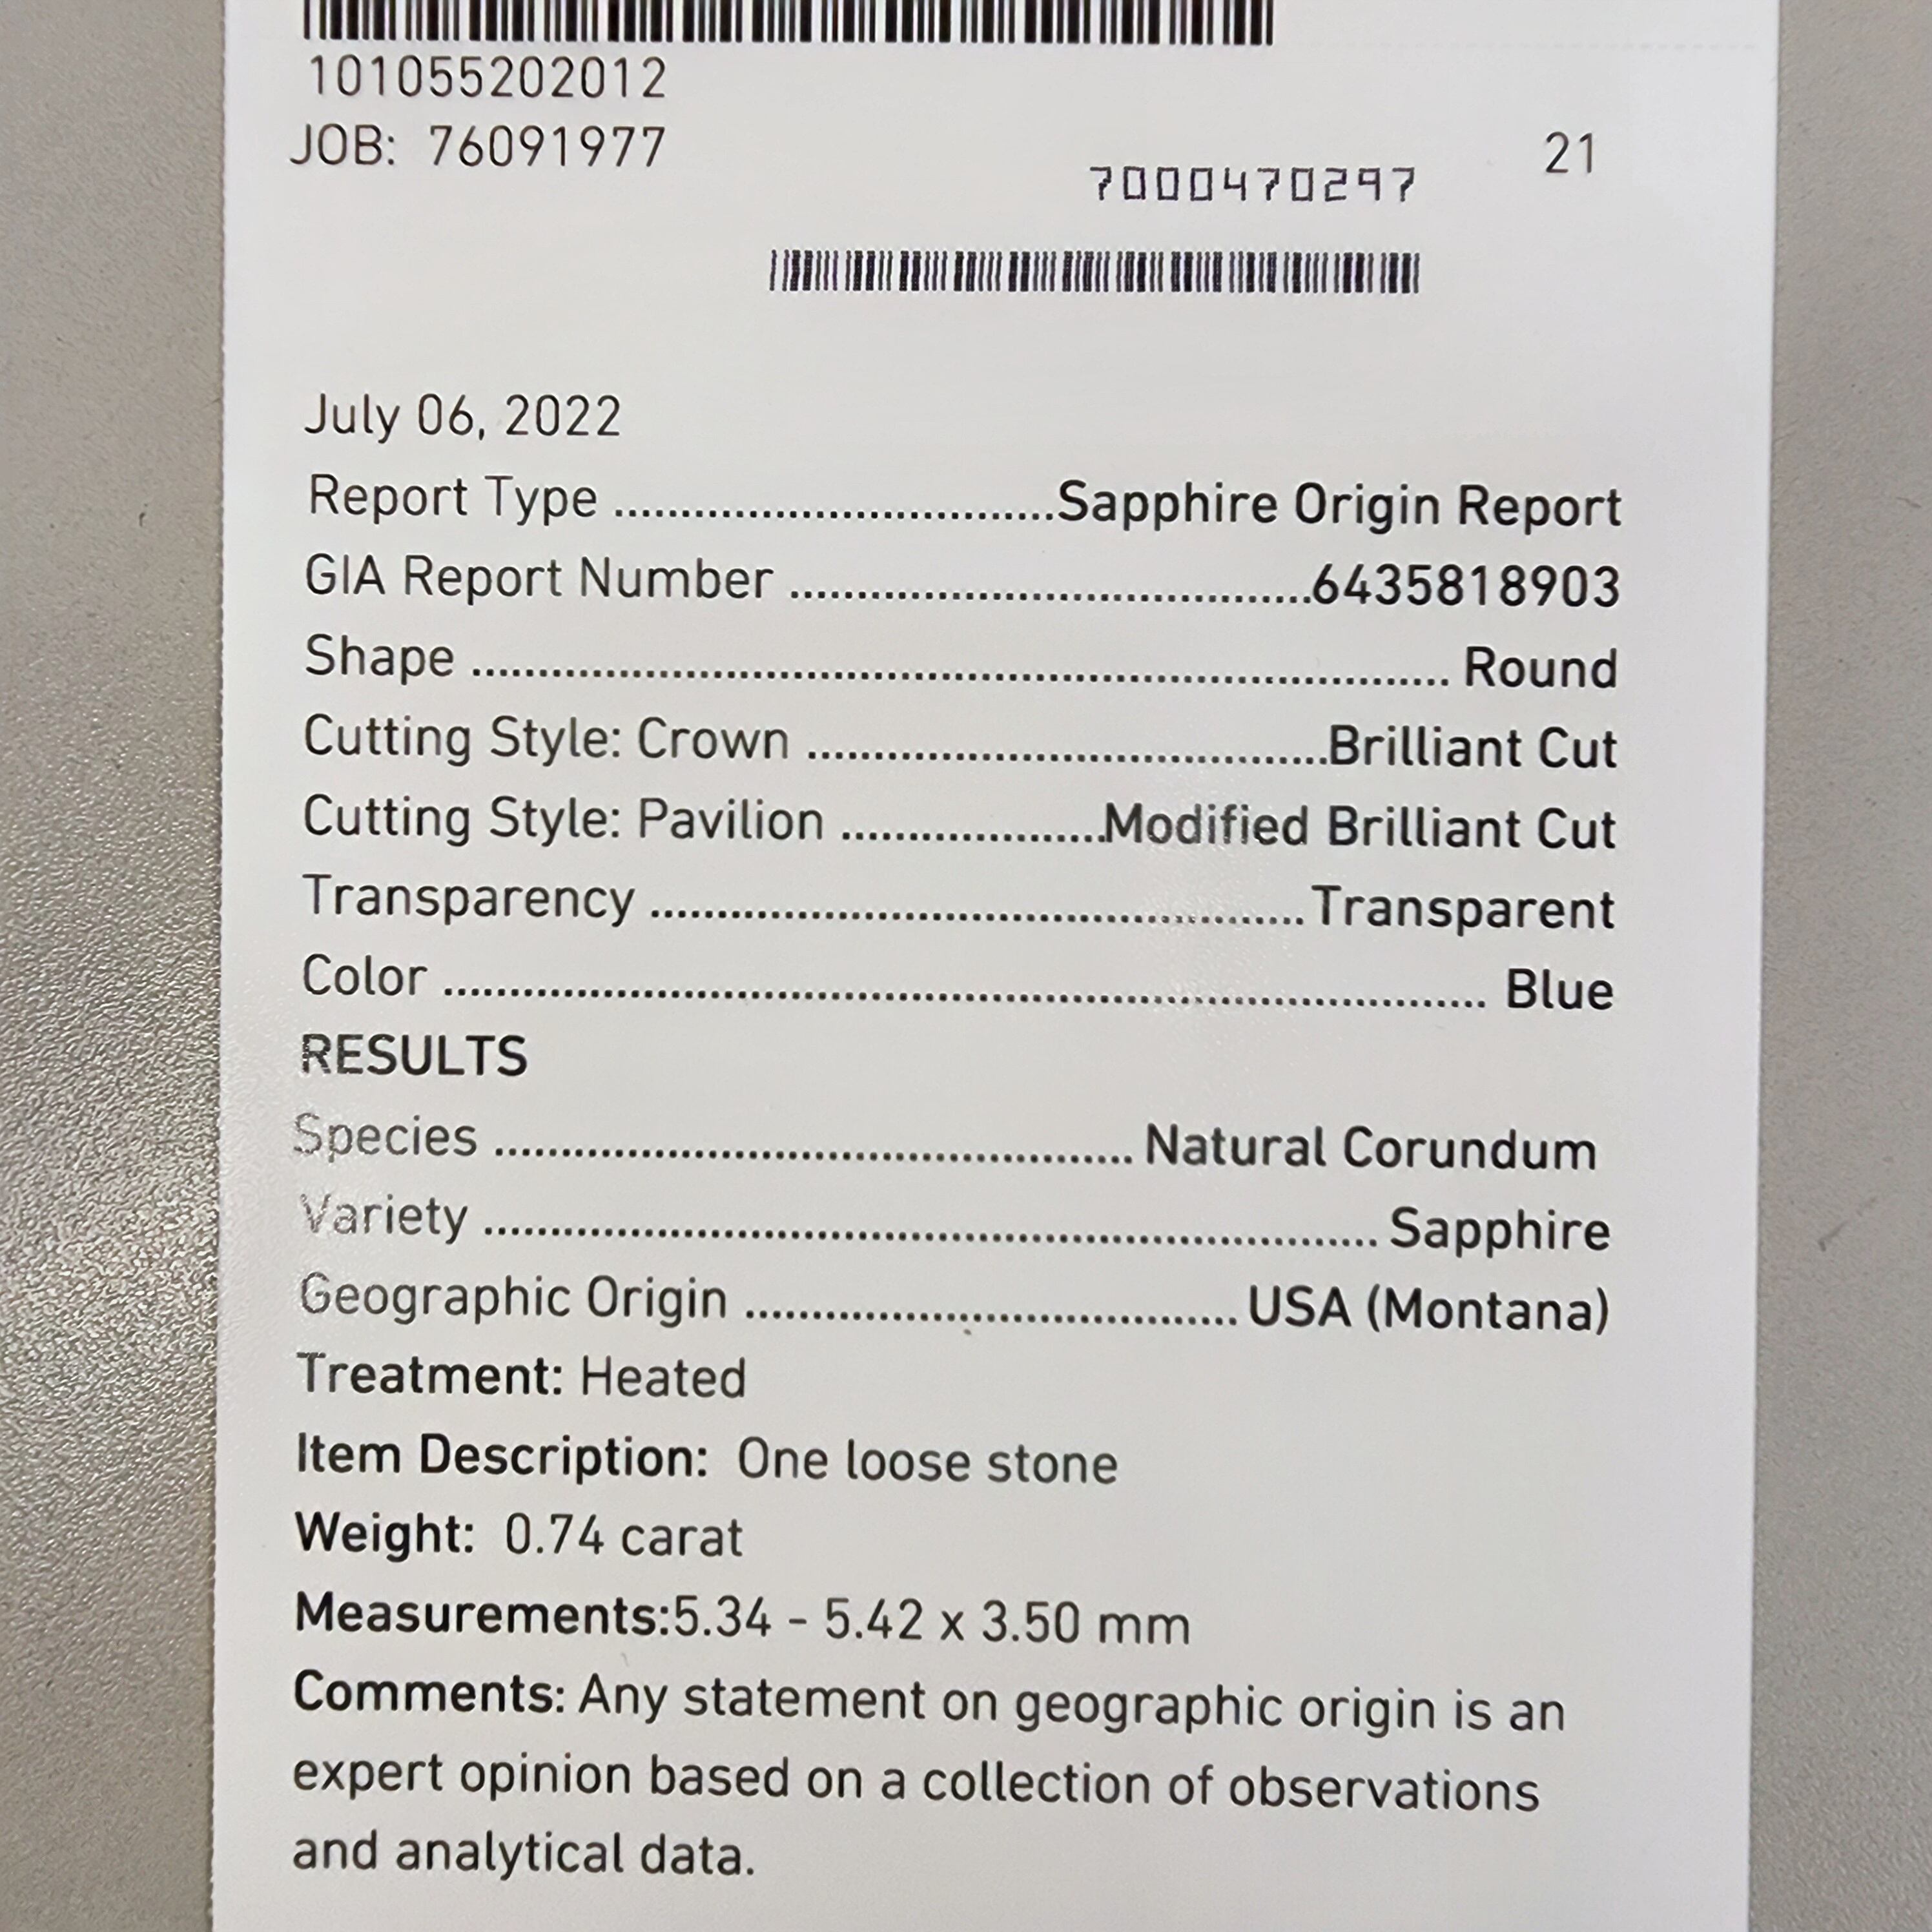 101055202012
JOB: 76091977
21
7000470297
July 06, 2022
Report Type ................................Sapphire Origin Report
GIA Report Number ......................................6435818903
Shape ........................................................................ Round
Cutting Style: Crown ......................................Brilliant Cut
Cutting Style: Pavilion ...................Modified Brilliant Cut
Transparency ................................................Transparent
Color ............................................................................. Blue
RESULTS
Species ............................................... Natural Corundum
Variety .................................................................. Sapphire
Geographic Origin .................................... USA (Montana)
Treatment: Heated
Item Description: One loose stone
Weight: 0.74 carat
Measurements:5.34 - 5.42 x 3.50 mm
Comments: Any statement on geographic origin is an
expert opinion based on a collection of observations
and analytical data.